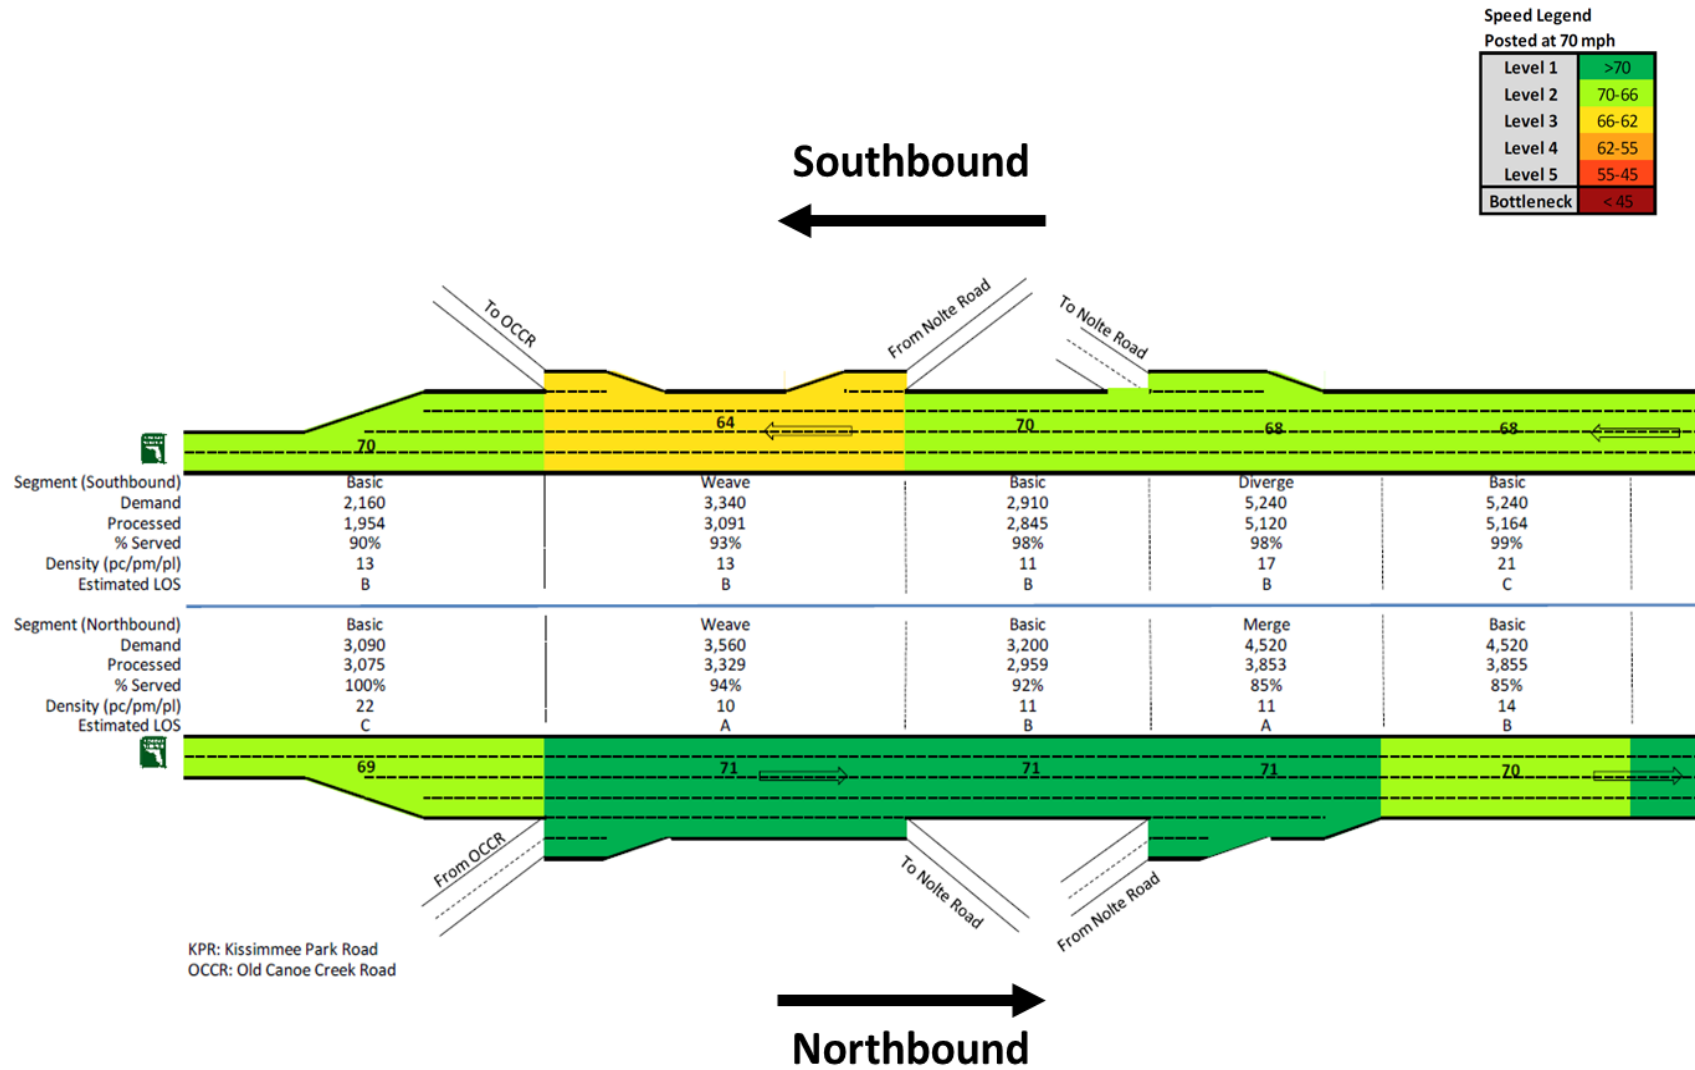 Speed Legend
Posted at 70 mph
Level 1 >70
Level 2 70-66
Level 3 66-62
Level 4 62-55
Level 5 55-45
Bottleneck < 45
Southbound
To OCCR
From Nolte Road
To Nolte Road
70 64 70 68 68
Segment (Southbound) Basic Weave Basic Diverge Basic
Demand 2,160 3,340 2,910 5,240 5,240
Processed 1,954 3,091 2,845 5,120 5,164
% Served 90% 93% 98% 98% 99%
Density (pc/pm/pl) 13 13 11 17 21
Estimated LOS B B B B C
Segment (Northbound) Basic Weave Basic Merge Basic
Demand 3,090 3,560 3,200 4,520 4,520
Processed 3,075 3,329 2,959 3,853 3,855
% Served 100% 94% 92% 85% 85%
Density (pc/pm/pl) 22 10 11 11 14
Estimated LOS C A B A B
69 71 71 71 70
From OCCR
To Nolte Road
From Nolte Road
KPR: Kissimmee Park Road
OCCR: Old Canoe Creek Road
Northbound